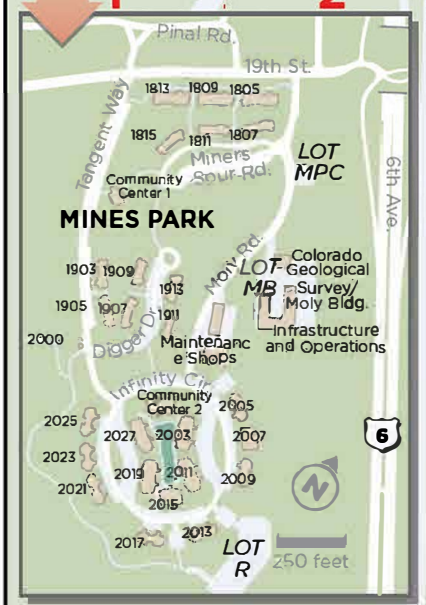 Pinal Rd.
19th St.
1813 1809 1805
Tangent Way
1815 1811 1807
Miners
Spur Rd.
LOT
MPC
6th Ave.
Community
Center 1
MINES PARK
Moly Rd.
1903 1909
1913
LOT
MB
Colorado
Geological
Survey/
Moly Bldg.
1905 1907
1911
Digger Dr.
2000
Maintenanc
e Shops
Infrastructure
and Operations
Infinity Cir.
Community
Center 2
2005
2025
2027 2003 2007
6
2023
2019 2011 2009
2021
2015
N
2017 2013
LOT
R
250 feet